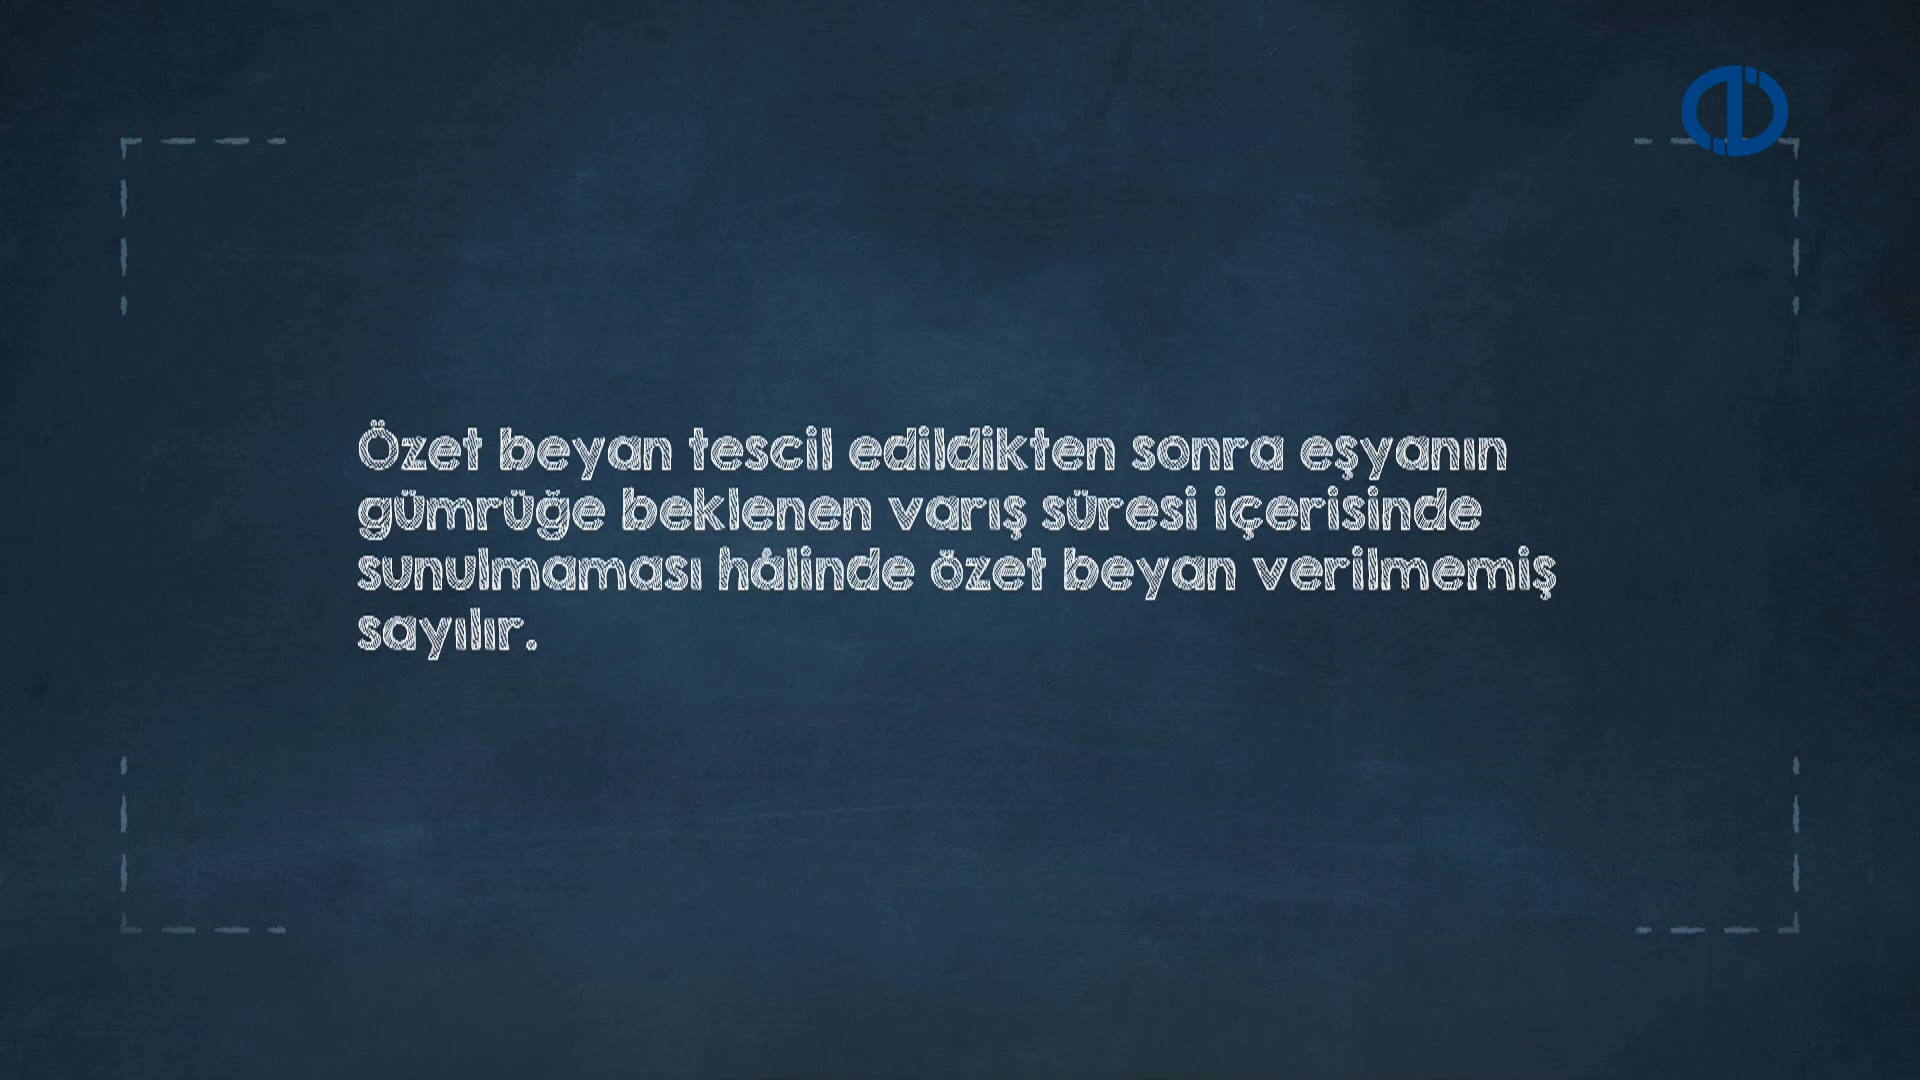 Özet beyan tescil edildikten sonra eşyanın
gümrüğe beklenen varış süresi içerisinde
sunulmaması hâlinde özet beyan verilmemiş
sayılır.